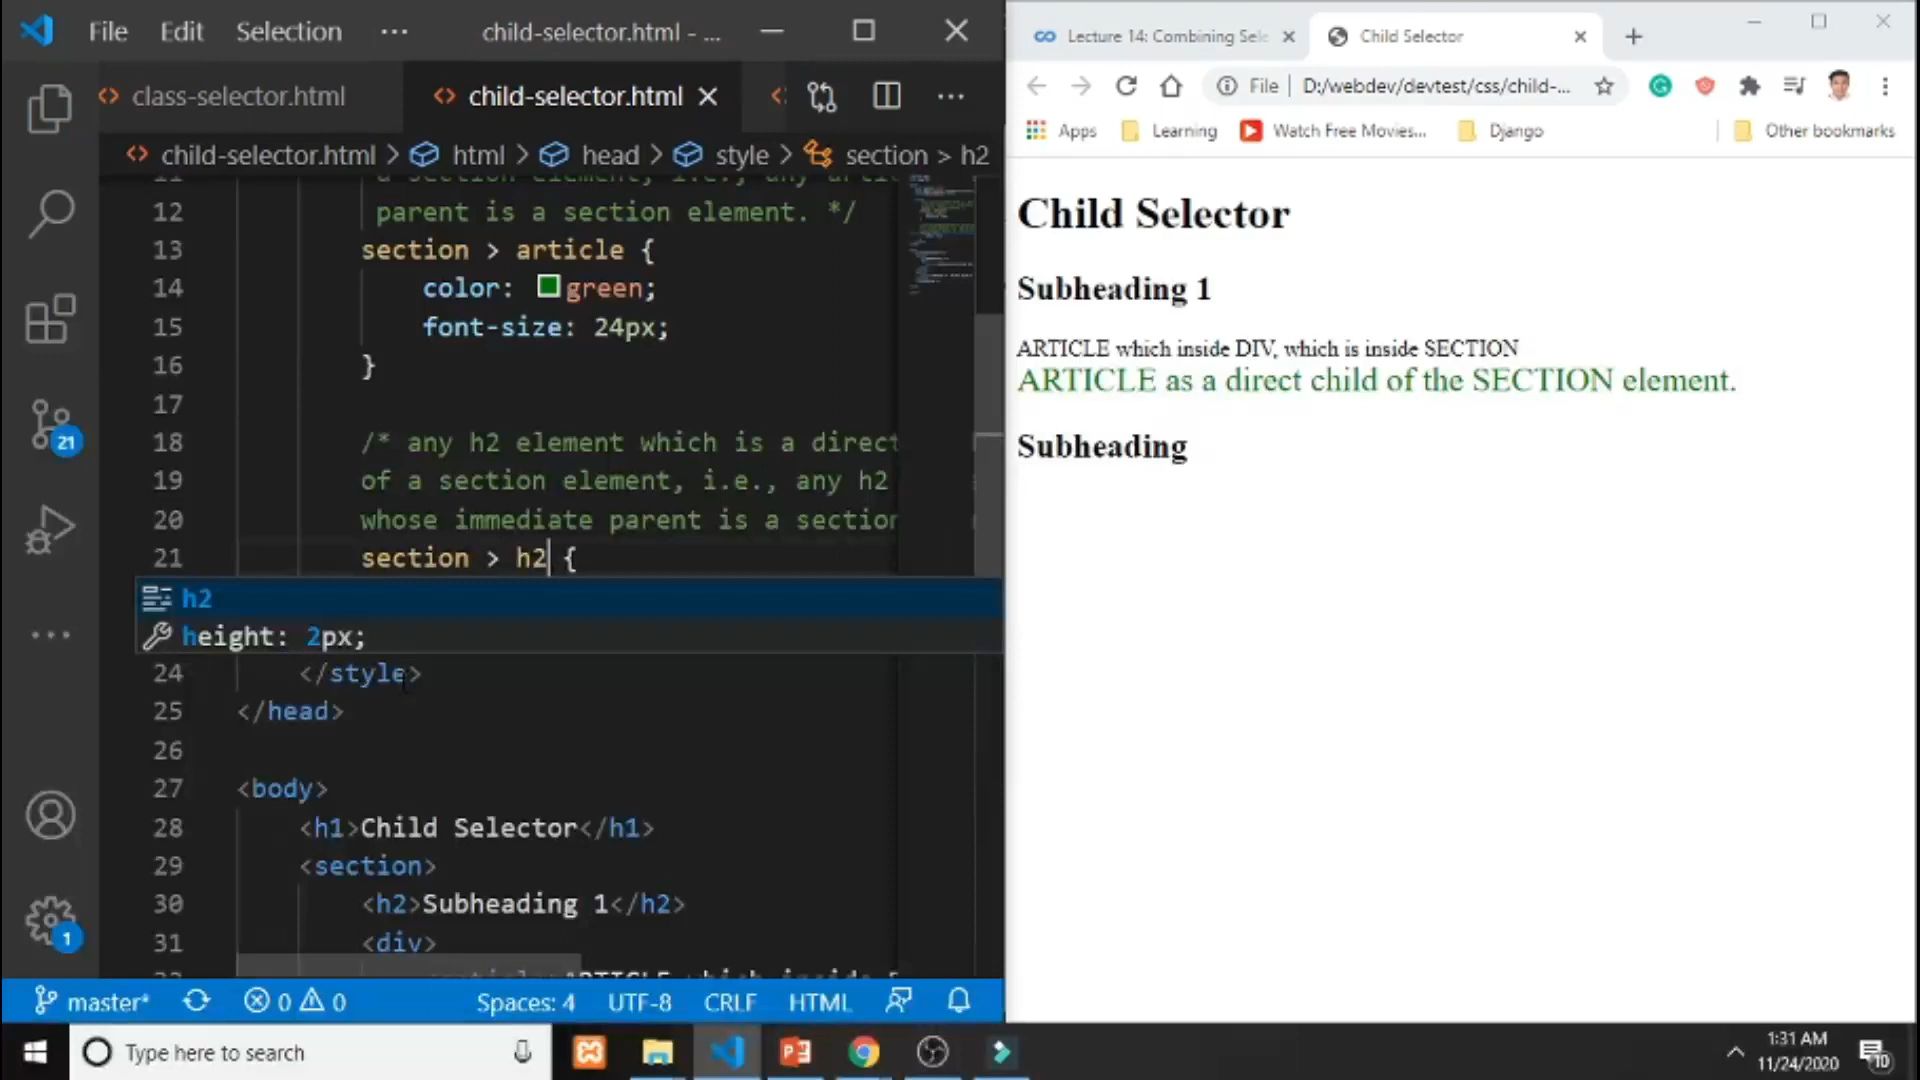 File Edit Selection ··· child-selector.html - ...
class-selector.html child-selector.html
child-selector.html > html > head > style > section > h2
12 parent is a section element. */
13 section > article {
14 color: green;
15 font-size: 24px;
16 }
17
18 /* any h2 element which is a direct
19 of a section element, i.e., any h2
20 whose immediate parent is a section
21 section > h2 {
h2
height: 2px;
24 </style>
25 </head>
26
27 <body>
28 <h1>Child Selector</h1>
29 <section>
30 <h2>Subheading 1</h2>
31 <div>
21
1
master* 0 0 Spaces: 4 UTF-8 CRLF HTML
Lecture 14: Combining Sele Child Selector
File D:/webdev/devtest/css/child-...
Apps Learning Watch Free Movies... Django Other bookmarks
Child Selector
Subheading 1
ARTICLE which inside DIV, which is inside SECTION
ARTICLE as a direct child of the SECTION element.
Subheading
Type here to search
1:31 AM
11/24/2020
10